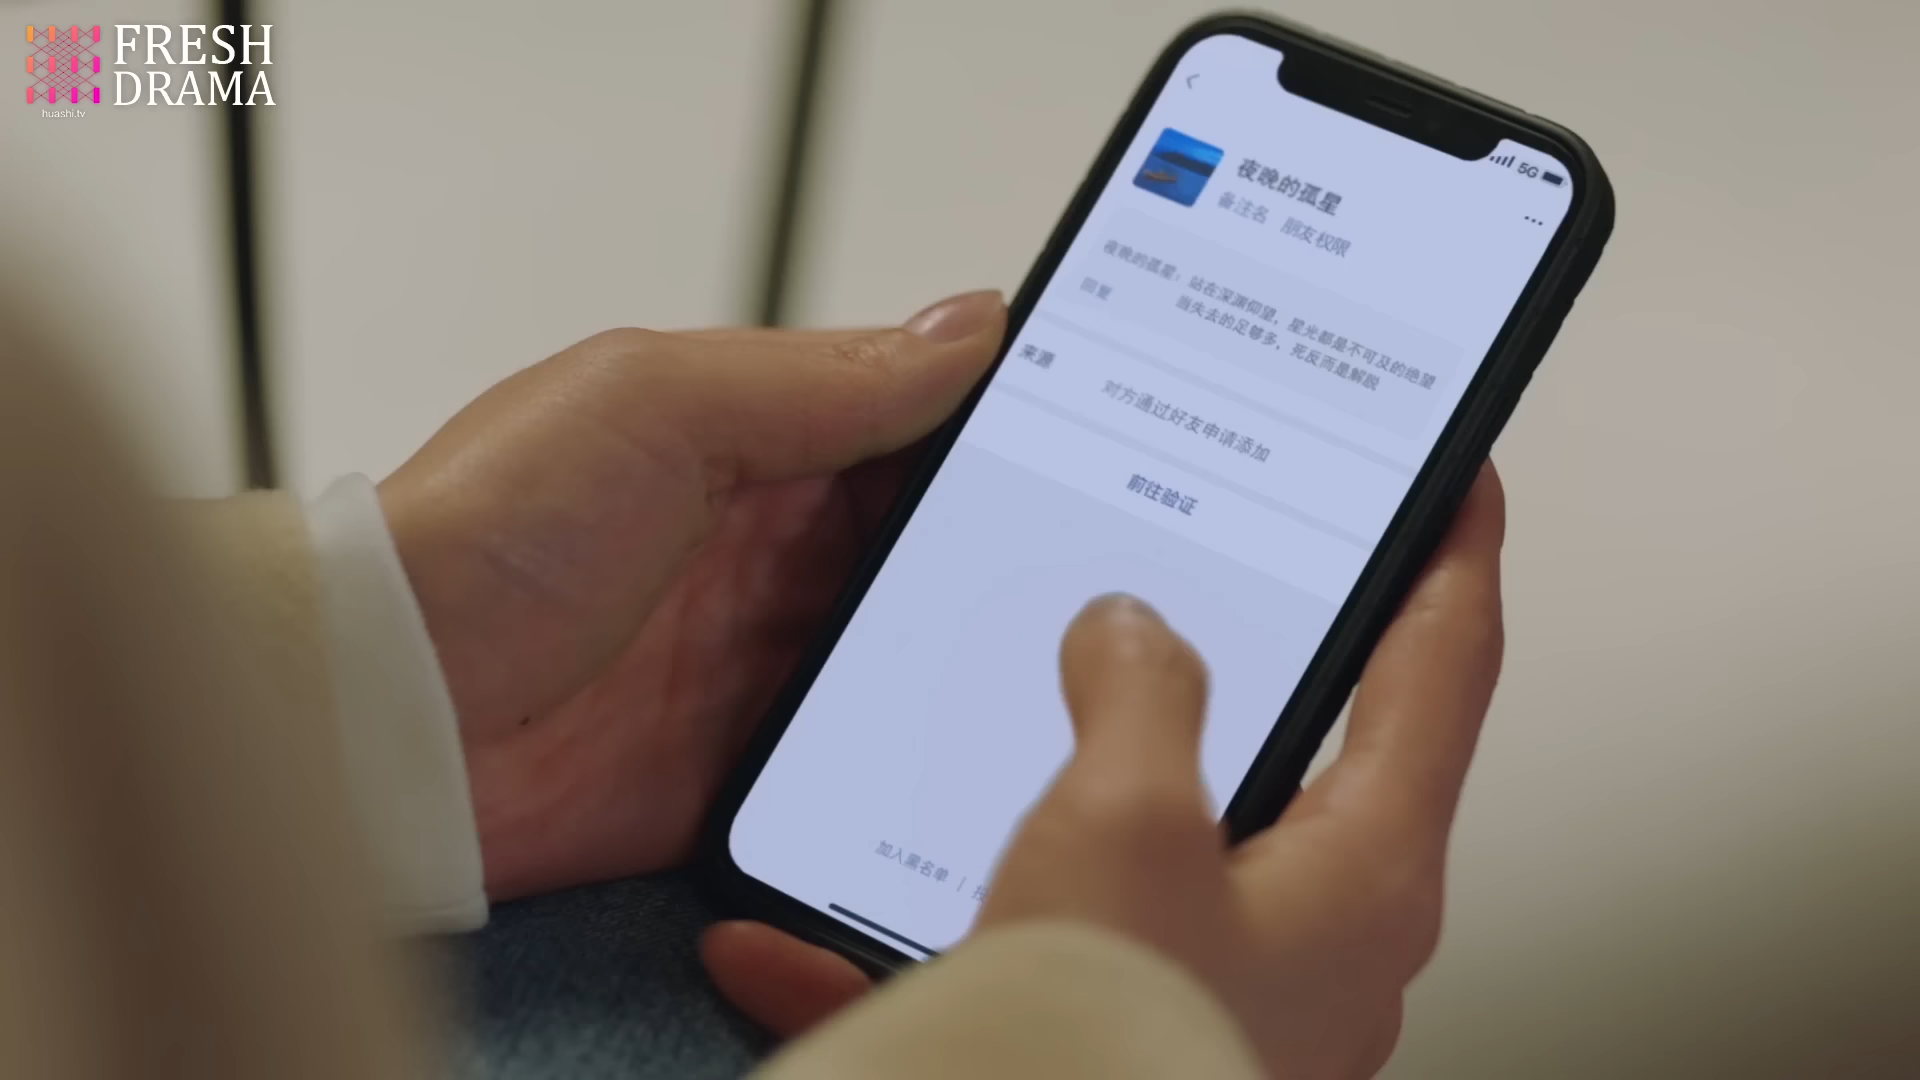 FRESH
DRAMA
huashi.tv
5G
夜晚的孤星
备注名 朋友权限
夜晚的孤星：站在深渊仰望，星光都是不可及的绝望
当失去的足够多，死反而是解脱
回复
来源
对方通过好友申请添加
前往验证
加入黑名单 |